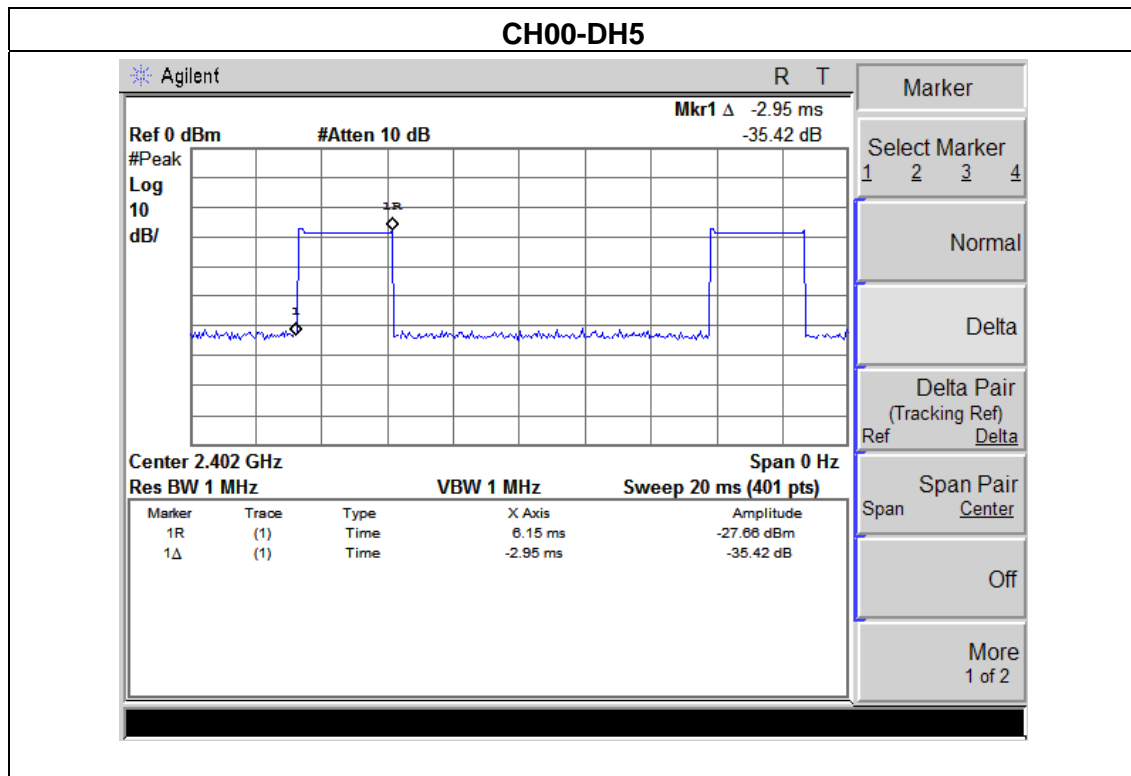 CH00-DH5
Agilent R T
Mkr1 Δ -2.95 ms
Ref 0 dBm #Atten 10 dB -35.42 dB
#Peak
Log
10
dB/
1R
1
Center 2.402 GHz Span 0 Hz
Res BW 1 MHz VBW 1 MHz Sweep 20 ms (401 pts)
Marker Trace Type X Axis Amplitude
1R (1) Time 6.15 ms -27.66 dBm
1Δ (1) Time -2.95 ms -35.42 dB
Marker
Select Marker
1 2 3 4
Normal
Delta
Delta Pair
(Tracking Ref)
Ref Delta
Span Pair
Span Center
Off
More
1 of 2